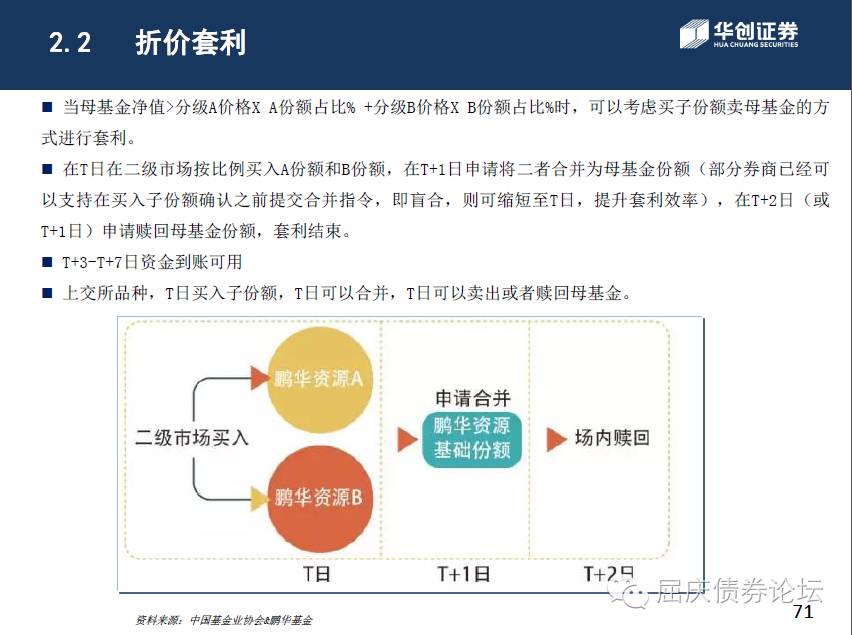 2.2 折价套利
华创证券
HUA CHUANG SECURITIES
■ 当母基金净值>分级A价格X A份额占比% +分级B价格X B份额占比%时，可以考虑买子份额卖母基金的方
式进行套利。
■ 在T日在二级市场按比例买入A份额和B份额，在T+1日申请将二者合并为母基金份额（部分券商已经可
以支持在买入子份额确认之前提交合并指令，即盲合，则可缩短至T日，提升套利效率），在T+2日（或
T+1日）申请赎回母基金份额，套利结束。
■ T+3-T+7日资金到账可用
■ 上交所品种，T日买入子份额，T日可以合并，T日可以卖出或者赎回母基金。
鹏华资源A
二级市场买入
鹏华资源B
申请合并
鹏华资源
基础份额
场内赎回
T日
T+1日
T+2日
屈庆债券论坛
资料来源：中国基金业协会&鹏华基金
71